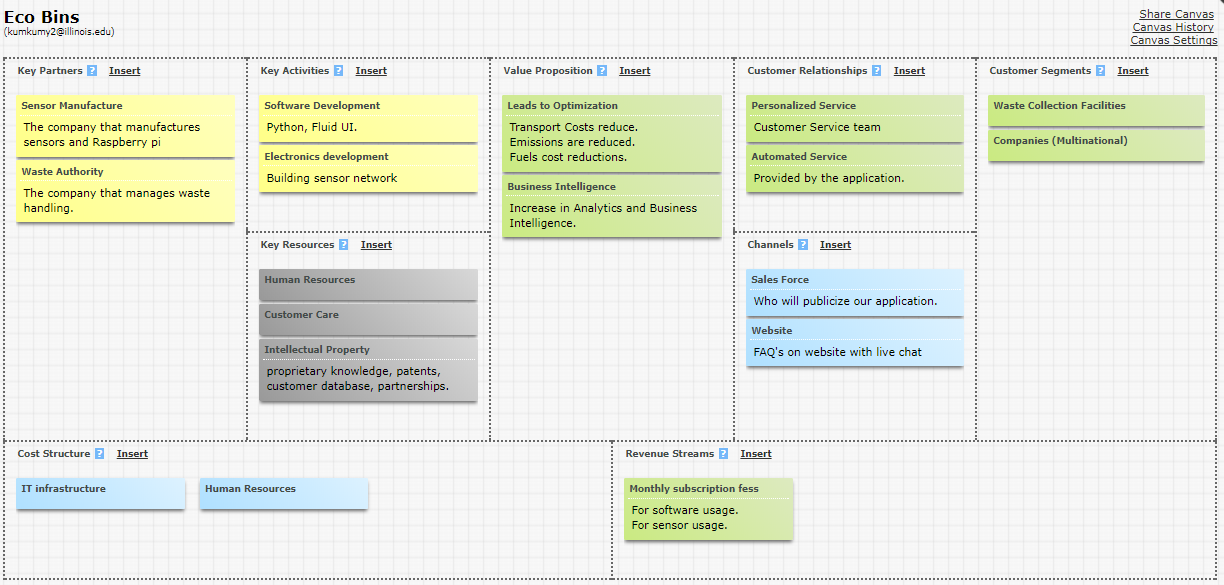 Eco Bins
(kumkumy2@illinois.edu)
Share Canvas
Canvas History
Canvas Settings
Key Partners ? Insert
Sensor Manufacture
The company that manufactures
sensors and Raspberry pi
Waste Authority
The company that manages waste
handling.
Key Activities ? Insert
Software Development
Python, Fluid UI.
Electronics development
Building sensor network
Key Resources ? Insert
Human Resources
Customer Care
Intellectual Property
proprietary knowledge, patents,
customer database, partnerships.
Value Proposition ? Insert
Leads to Optimization
Transport Costs reduce.
Emissions are reduced.
Fuels cost reductions.
Business Intelligence
Increase in Analytics and Business
Intelligence.
Customer Relationships ? Insert
Personalized Service
Customer Service team
Automated Service
Provided by the application.
Channels ? Insert
Sales Force
Who will publicize our application.
Website
FAQ's on website with live chat
Customer Segments ? Insert
Waste Collection Facilities
Companies (Multinational)
Cost Structure ? Insert
IT infrastructure
Human Resources
Revenue Streams ? Insert
Monthly subscription fess
For software usage.
For sensor usage.